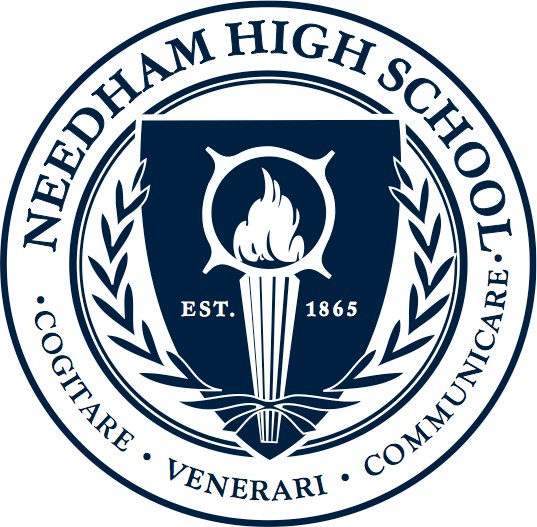 NEEDHAM HIGH SCHOOL
EST. 1865
• COGITARE • VENERARI • COMMUNICARE •